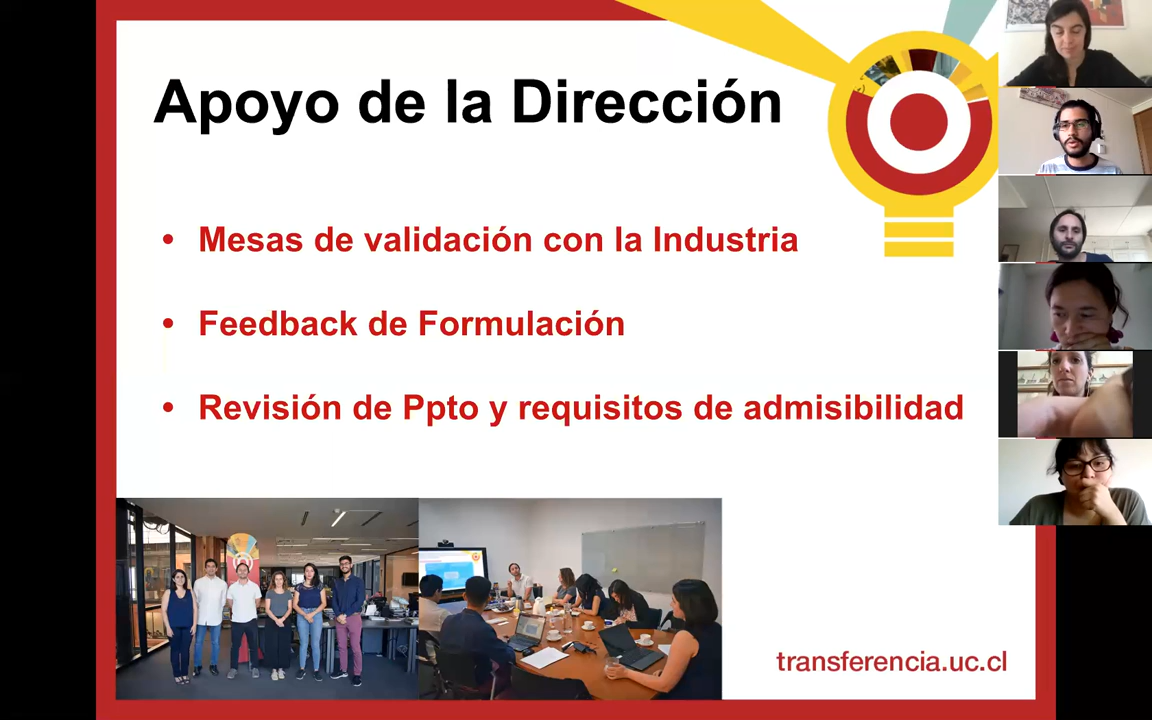 Apoyo de la Dirección
• Mesas de validación con la Industria
• Feedback de Formulación
• Revisión de Ppto y requisitos de admisibilidad
transferencia.uc.cl